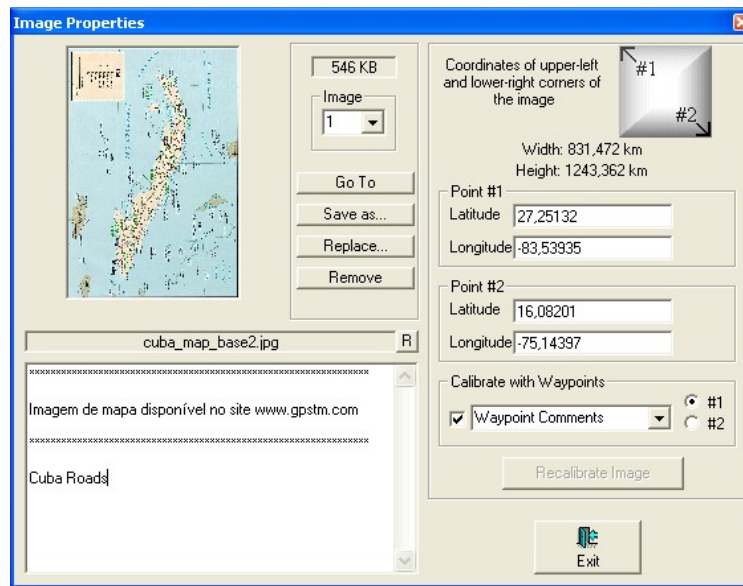 Image Properties
546 KB
Image
1
Go To
Save as...
Replace...
Remove
cuba_map_base2.jpg
R
××××××××××××××××××××××××××××××××××××××××××××××××××××××××××××××××××××
Imagem de mapa disponível no site www.gpstm.com
××××××××××××××××××××××××××××××××××××××××××××××××××××××××××××××××××××
Cuba Roads
Coordinates of upper-left
and lower-right corners of
the image
#1
#2
Width: 831,472 km
Height: 1243,362 km
Point #1
Latitude 27,25132
Longitude -83,53935
Point #2
Latitude 16,08201
Longitude -75,14397
Calibrate with Waypoints
Waypoint Comments
#1
#2
Recalibrate Image
Exit